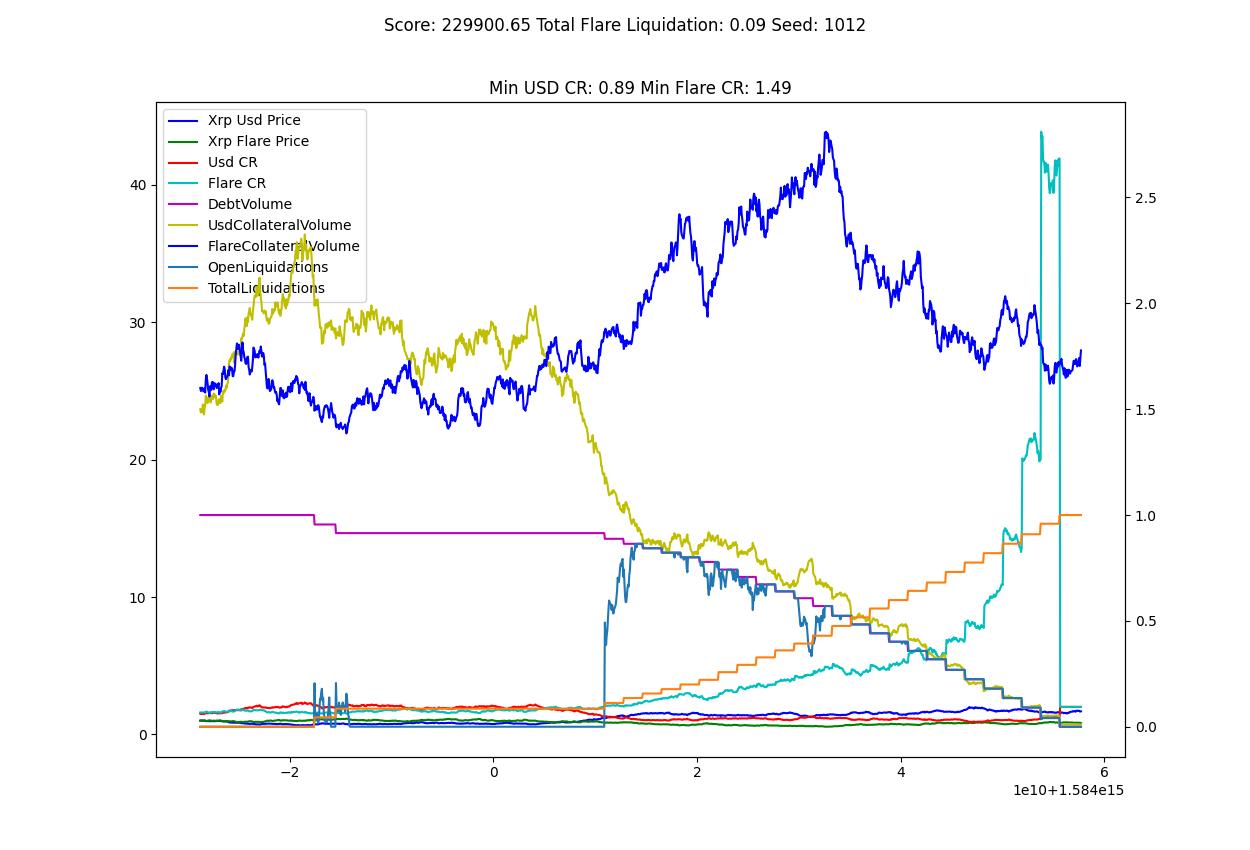 Score: 229900.65 Total Flare Liquidation: 0.09 Seed: 1012
Min USD CR: 0.89 Min Flare CR: 1.49
Xrp Usd Price
Xrp Flare Price
Usd CR
Flare CR
DebtVolume
UsdCollateralVolume
FlareCollateralVolume
OpenLiquidations
TotalLiquidations
40
30
20
10
0
2.5
2.0
1.5
1.0
0.5
0.0
−2 0 2 4 6
1e10+1.584e15